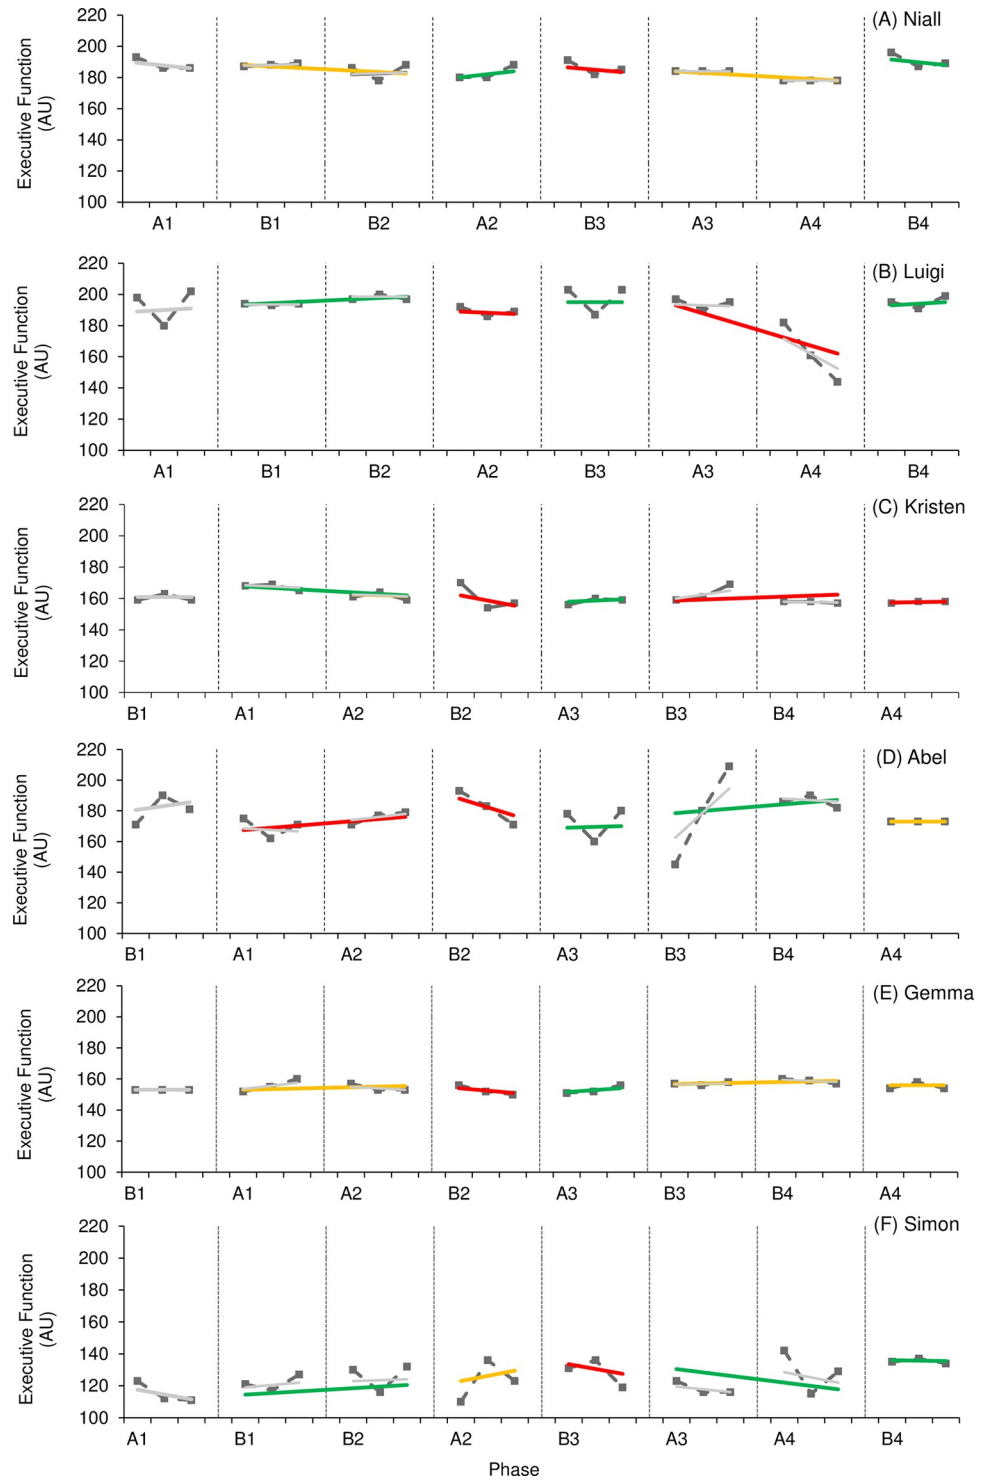 (A) Niall
Executive Function
(AU)
220
200
180
160
140
120
100
A1 B1 B2 A2 B3 A3 A4 B4
(B) Luigi
Executive Function
(AU)
220
200
180
160
140
120
100
A1 B1 B2 A2 B3 A3 A4 B4
(C) Kristen
Executive Function
(AU)
220
200
180
160
140
120
100
B1 A1 A2 B2 A3 B3 B4 A4
(D) Abel
Executive Function
(AU)
220
200
180
160
140
120
100
B1 A1 A2 B2 A3 B3 B4 A4
(E) Gemma
Executive Function
(AU)
220
200
180
160
140
120
100
B1 A1 A2 B2 A3 B3 B4 A4
(F) Simon
Executive Function
(AU)
220
200
180
160
140
120
100
A1 B1 B2 A2 B3 A3 A4 B4
Phase